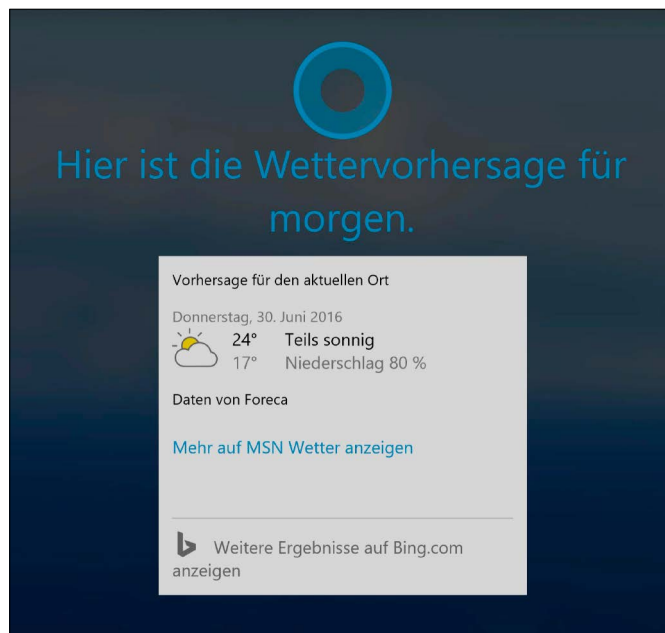 Hier ist die Wettervorhersage für
morgen.
Vorhersage für den aktuellen Ort
Donnerstag, 30. Juni 2016
24° Teils sonnig
17° Niederschlag 80 %
Daten von Foreca
Mehr auf MSN Wetter anzeigen
Weitere Ergebnisse auf Bing.com
anzeigen